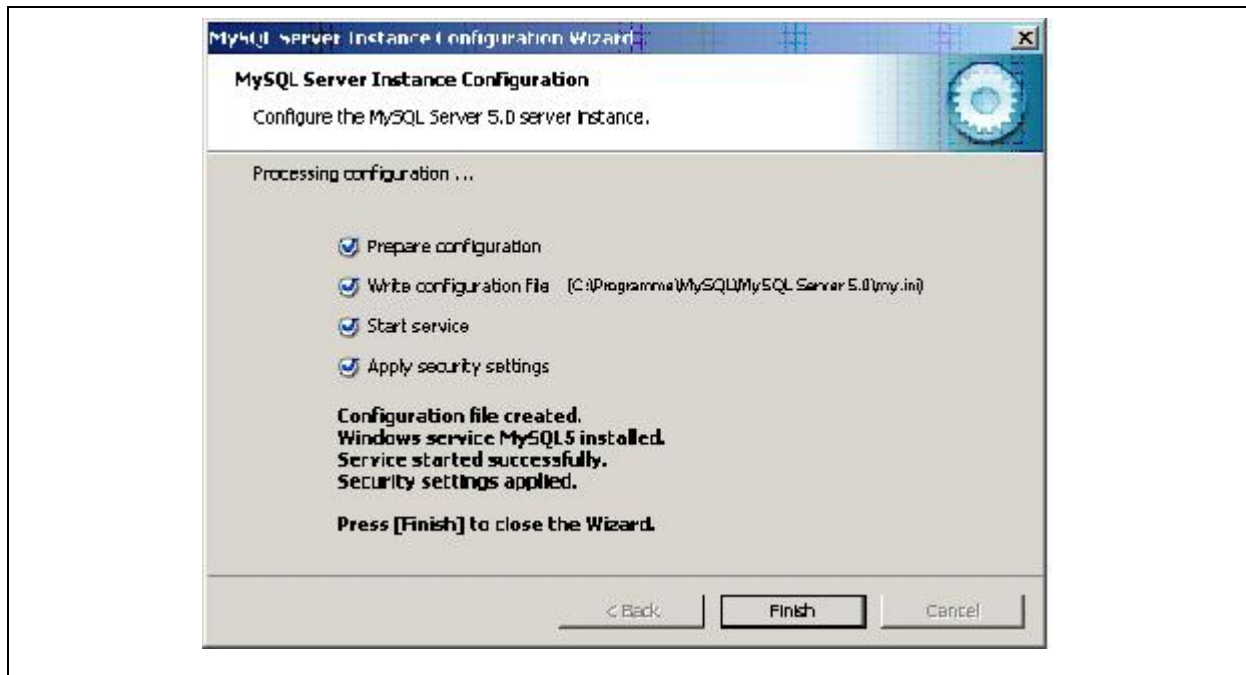 MySQL Server Instance Configuration Wizard
MySQL Server Instance Configuration
Configure the MySQL Server 5.0 server instance.
Processing configuration ...
Prepare configuration
Write configuration file (C:\Programme\MySQL\MySQL Server 5.0\my.ini)
Start service
Apply security settings
Configuration file created.
Windows service MySQL5 installed.
Service started successfully.
Security settings applied.
Press [Finish] to close the Wizard.
< Back
Finish
Cancel